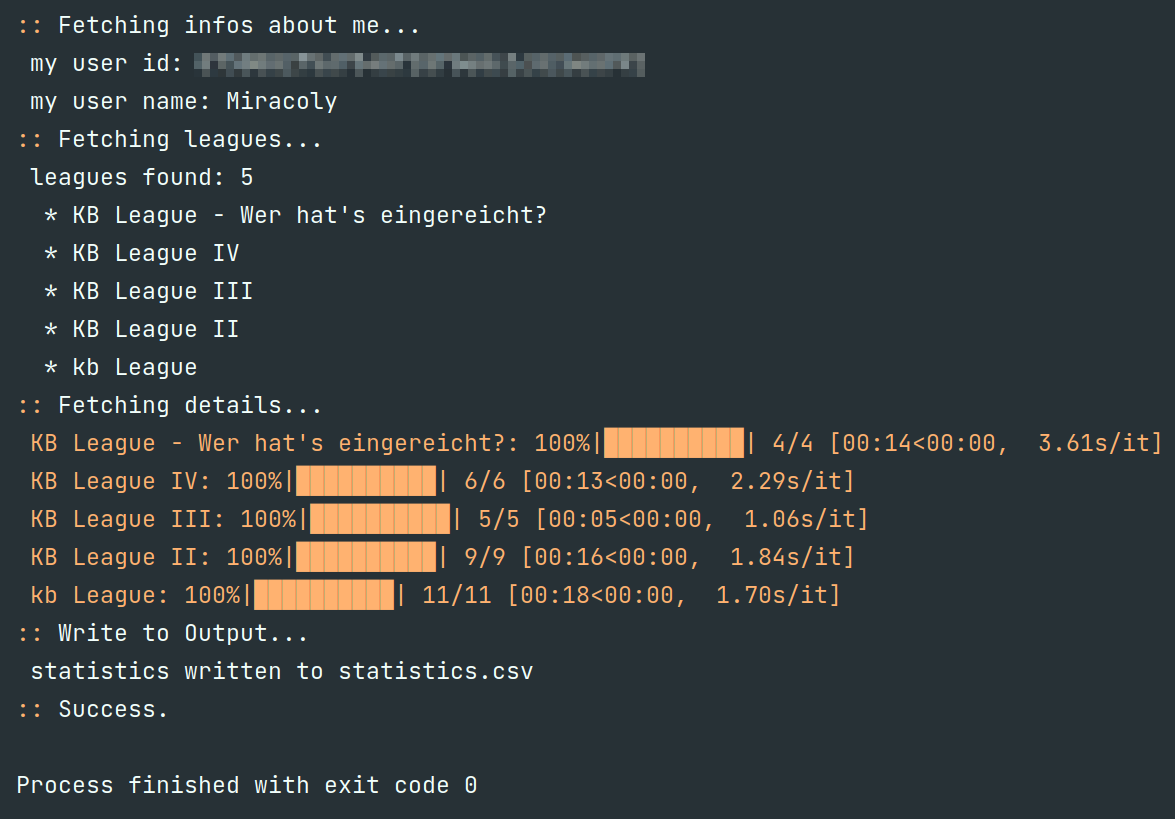 :: Fetching infos about me...
my user id:
my user name: Miracoly
:: Fetching leagues...
leagues found: 5
* KB League - Wer hat's eingereicht?
* KB League IV
* KB League III
* KB League II
* kb League
:: Fetching details...
KB League - Wer hat's eingereicht?: 100%|██████████| 4/4 [00:14<00:00,  3.61s/it]
KB League IV: 100%|██████████| 6/6 [00:13<00:00,  2.29s/it]
KB League III: 100%|██████████| 5/5 [00:05<00:00,  1.06s/it]
KB League II: 100%|██████████| 9/9 [00:16<00:00,  1.84s/it]
kb League: 100%|██████████| 11/11 [00:18<00:00,  1.70s/it]
:: Write to Output...
statistics written to statistics.csv
:: Success.
Process finished with exit code 0